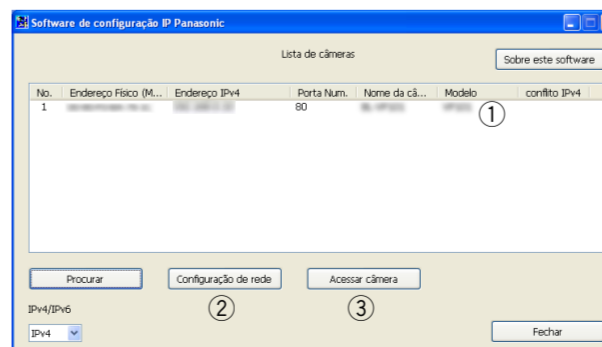 Software de configuração IP Panasonic
Lista de câmeras
Sobre este software
No. Endereço Físico (M... Endereço IPv4 Porta Num. Nome da câ... Modelo conflito IPv4
1 80
①
Procurar Configuração de rede Acessar câmera
② ③
IPv4/IPv6
IPv4 Fechar